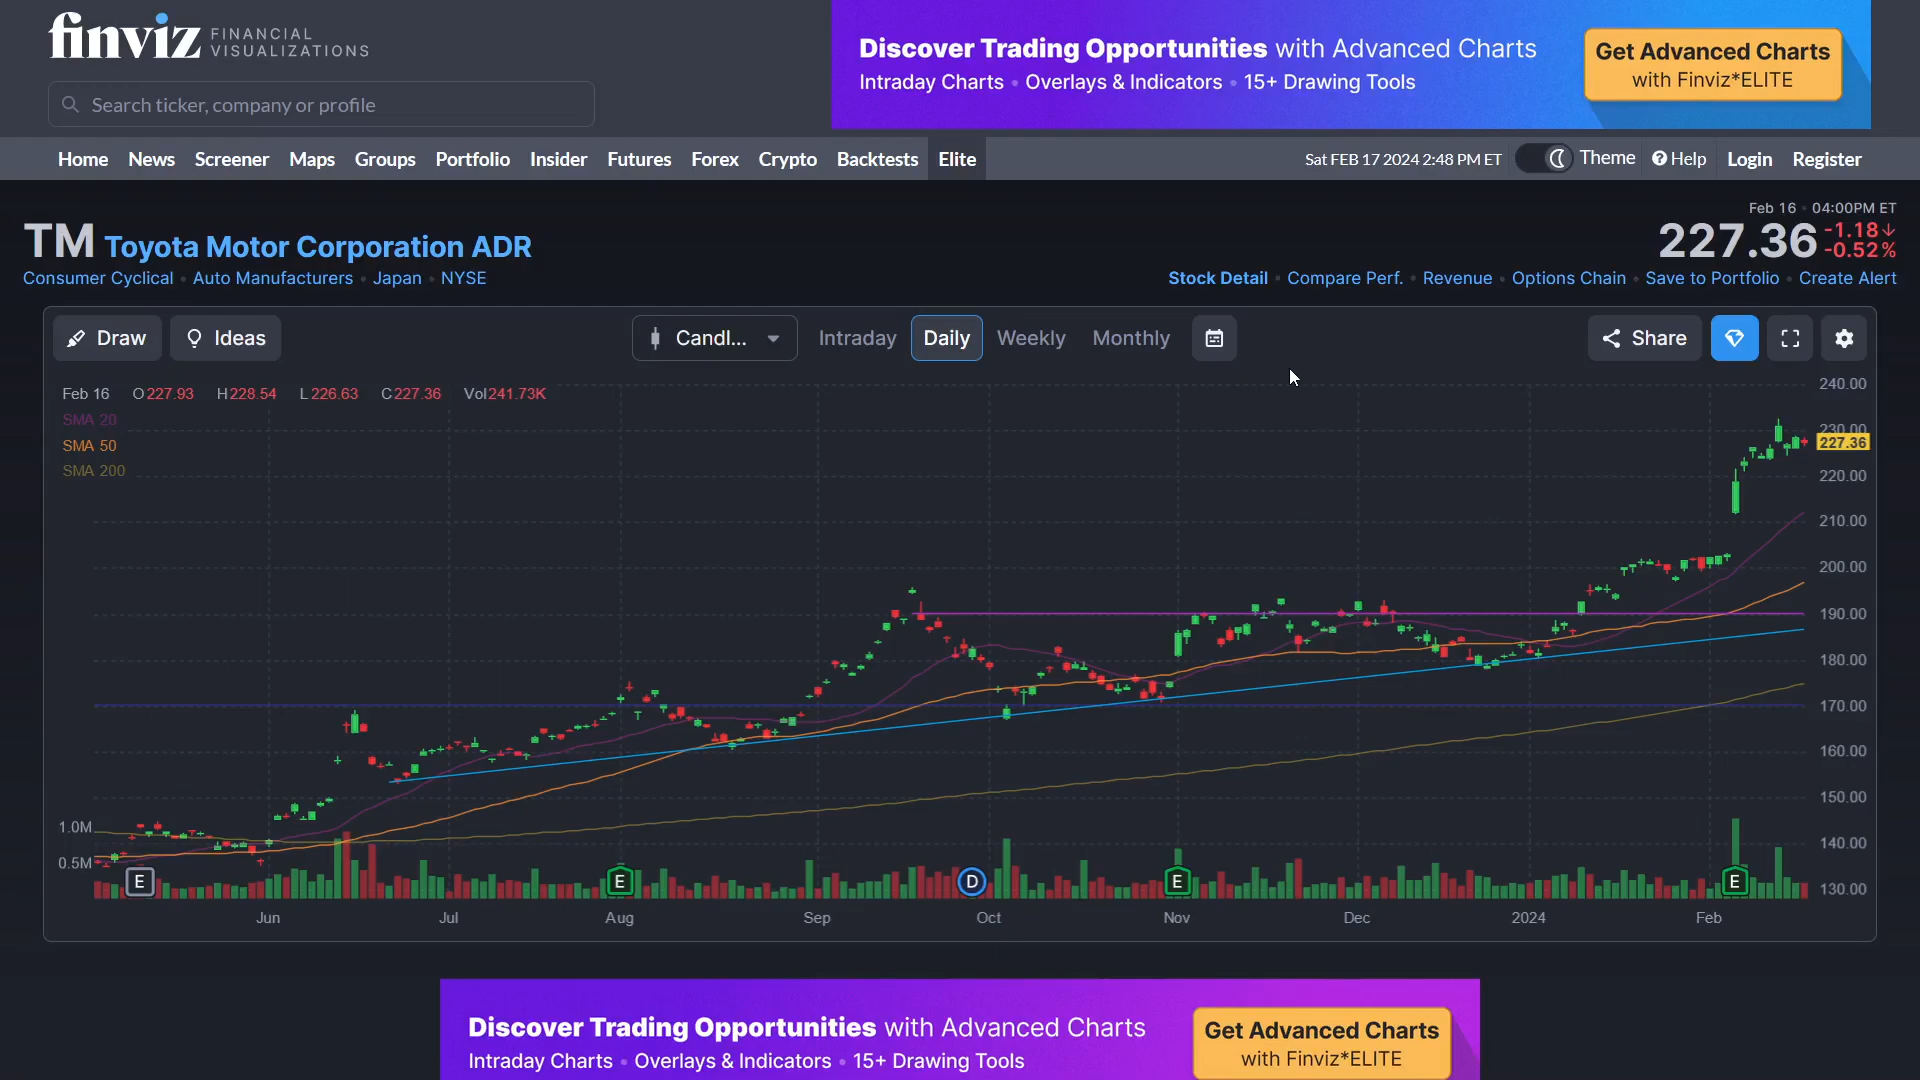 finviz FINANCIAL
VISUALIZATIONS
Discover Trading Opportunities with Advanced Charts
Intraday Charts • Overlays & Indicators • 15+ Drawing Tools
Get Advanced Charts
with Finviz*ELITE
Search ticker, company or profile
Home News Screener Maps Groups Portfolio Insider Futures Forex Crypto Backtests Elite
Sat FEB 17 2024 2:48 PM ET Theme Help Login Register
Feb 16 • 04:00PM ET
TM Toyota Motor Corporation ADR
227.36 -1.18↓
-0.52%
Consumer Cyclical • Auto Manufacturers • Japan • NYSE
Stock Detail • Compare Perf. • Revenue • Options Chain • Save to Portfolio • Create Alert
Draw Ideas Candl... Intraday Daily Weekly Monthly Share
Feb 16 O227.93 H228.54 L226.63 C227.36 Vol241.73K
SMA 20
SMA 50
SMA 200
240.00
230.00
227.36
220.00
210.00
200.00
190.00
180.00
170.00
160.00
150.00
140.00
130.00
1.0M
0.5M
E E D E E
Jun Jul Aug Sep Oct Nov Dec 2024 Feb
Discover Trading Opportunities with Advanced Charts
Intraday Charts • Overlays & Indicators • 15+ Drawing Tools
Get Advanced Charts
with Finviz*ELITE